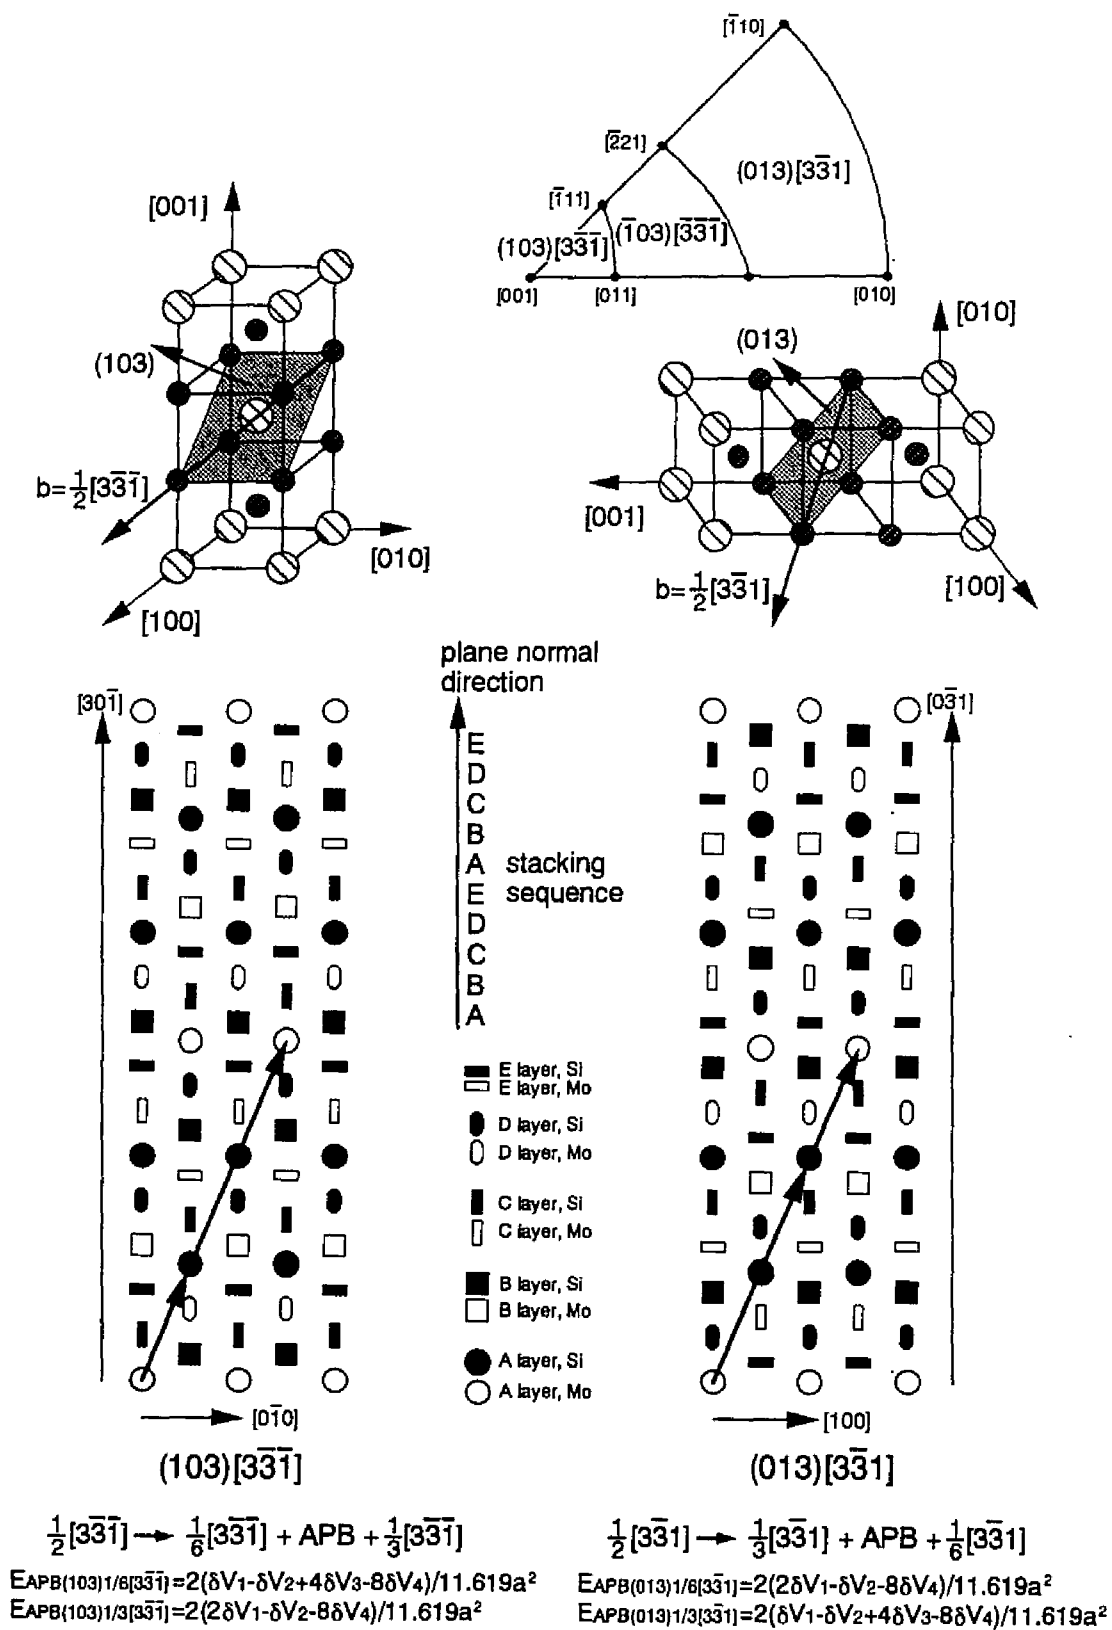 [1̄10]
[2̄21]
(013)[33̄1]
[1̄11]
(103)[33̄1̄]
(1̄03)[3̄3̄1̄]
[001]
[011]
[010]
[001]
(103)
b=1/2[33̄1̄]
[010]
[100]
[010]
(013)
[001]
b=1/2[33̄1]
[100]
plane normal
direction
[301̄]
[03̄1]
E
D
C
B
A
E
D
C
B
A
stacking
sequence
E layer, Si
E layer, Mo
D layer, Si
D layer, Mo
C layer, Si
C layer, Mo
B layer, Si
B layer, Mo
A layer, Si
A layer, Mo
[01̄0]
[100]
(103)[33̄1̄]
(013)[33̄1]
1/2[33̄1̄] → 1/6[33̄1̄] + APB + 1/3[33̄1̄]
EAPB(103)1/6[33̄1̄]=2(δV1-δV2+4δV3-8δV4)/11.619a²
EAPB(103)1/3[33̄1̄]=2(2δV1-δV2-8δV4)/11.619a²
1/2[33̄1] → 1/3[33̄1] + APB + 1/6[33̄1]
EAPB(013)1/6[33̄1]=2(2δV1-δV2-8δV4)/11.619a²
EAPB(013)1/3[33̄1]=2(δV1-δV2+4δV3-8δV4)/11.619a²